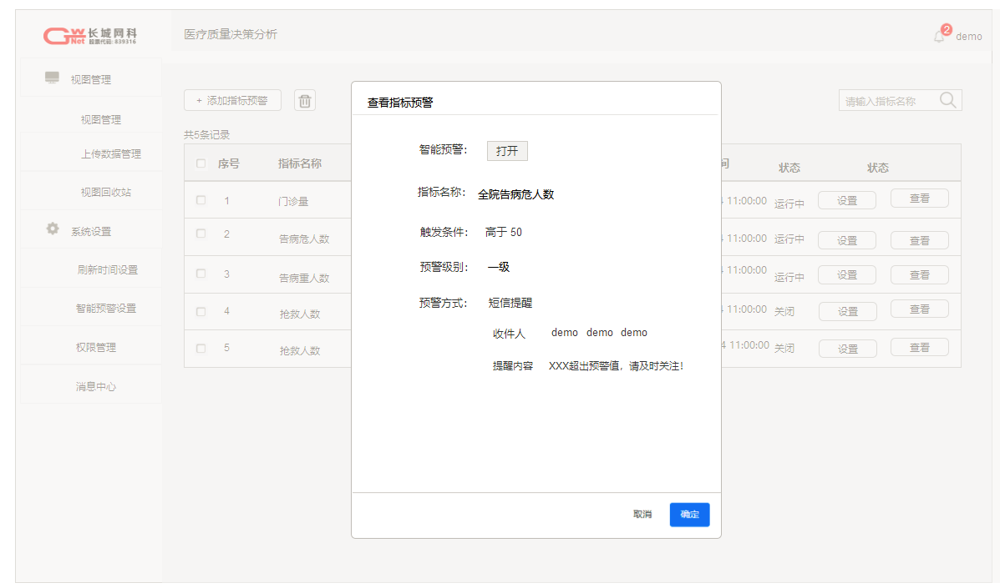 GW Net 长城网科
股票代码: 839316
医疗质量决策分析
2
demo
视图管理
视图管理
上传数据管理
视图回收站
系统设置
刷新时间设置
智能预警设置
权限管理
消息中心
+ 添加指标预警
请输入指标名称
共5条记录
序号 指标名称 间 状态 状态
1 门诊量 11:00:00 运行中 设置 查看
2 告病危人数 11:00:00 运行中 设置 查看
3 告病重人数 11:00:00 运行中 设置 查看
4 抢救人数 11:00:00 关闭 设置 查看
5 抢救人数 4 11:00:00 关闭 设置 查看
查看指标预警
智能预警: 打开
指标名称: 全院告病危人数
触发条件: 高于 50
预警级别: 一级
预警方式: 短信提醒
收件人 demo demo demo
提醒内容 XXX超出预警值，请及时关注!
取消 确定